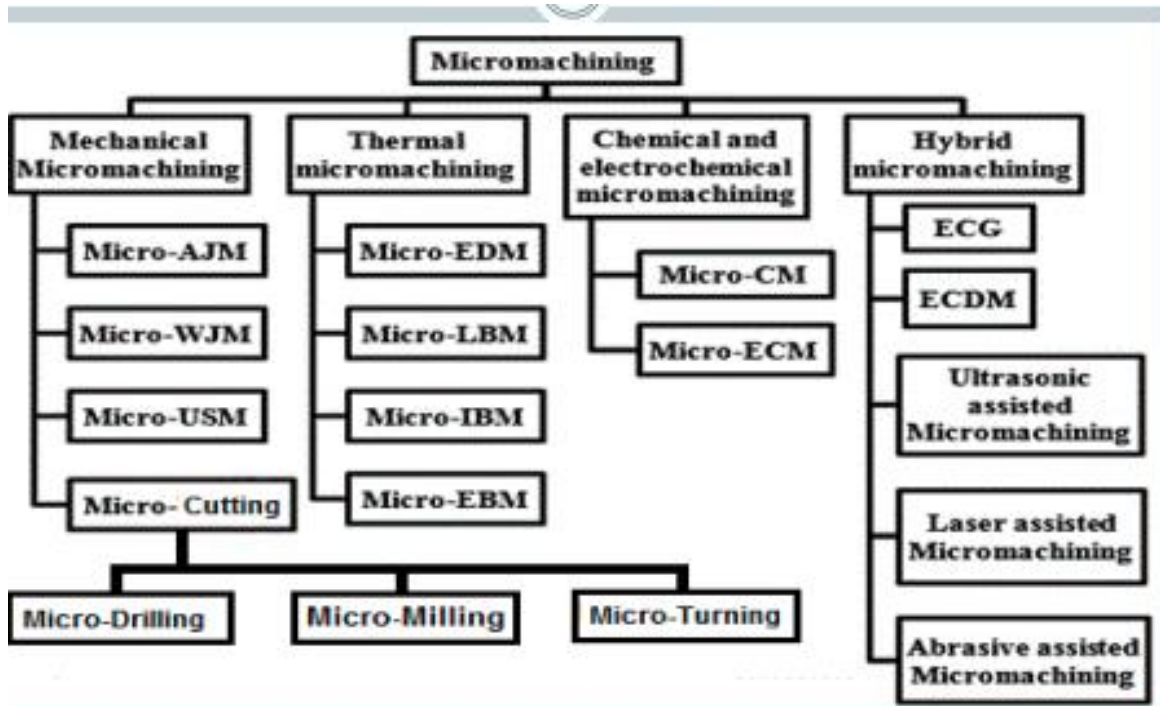 Micromachining
Mechanical
Micromachining
Micro-AJM
Micro-WJM
Micro-USM
Micro- Cutting
Micro-Drilling
Micro-Milling
Micro-Turning
Thermal
micromachining
Micro-EDM
Micro-LBM
Micro-IBM
Micro-EBM
Chemical and
electrochemical
micromachining
Micro-CM
Micro-ECM
Hybrid
micromachining
ECG
ECDM
Ultrasonic
assisted
Micromachining
Laser assisted
Micromachining
Abrasive assisted
Micromachining